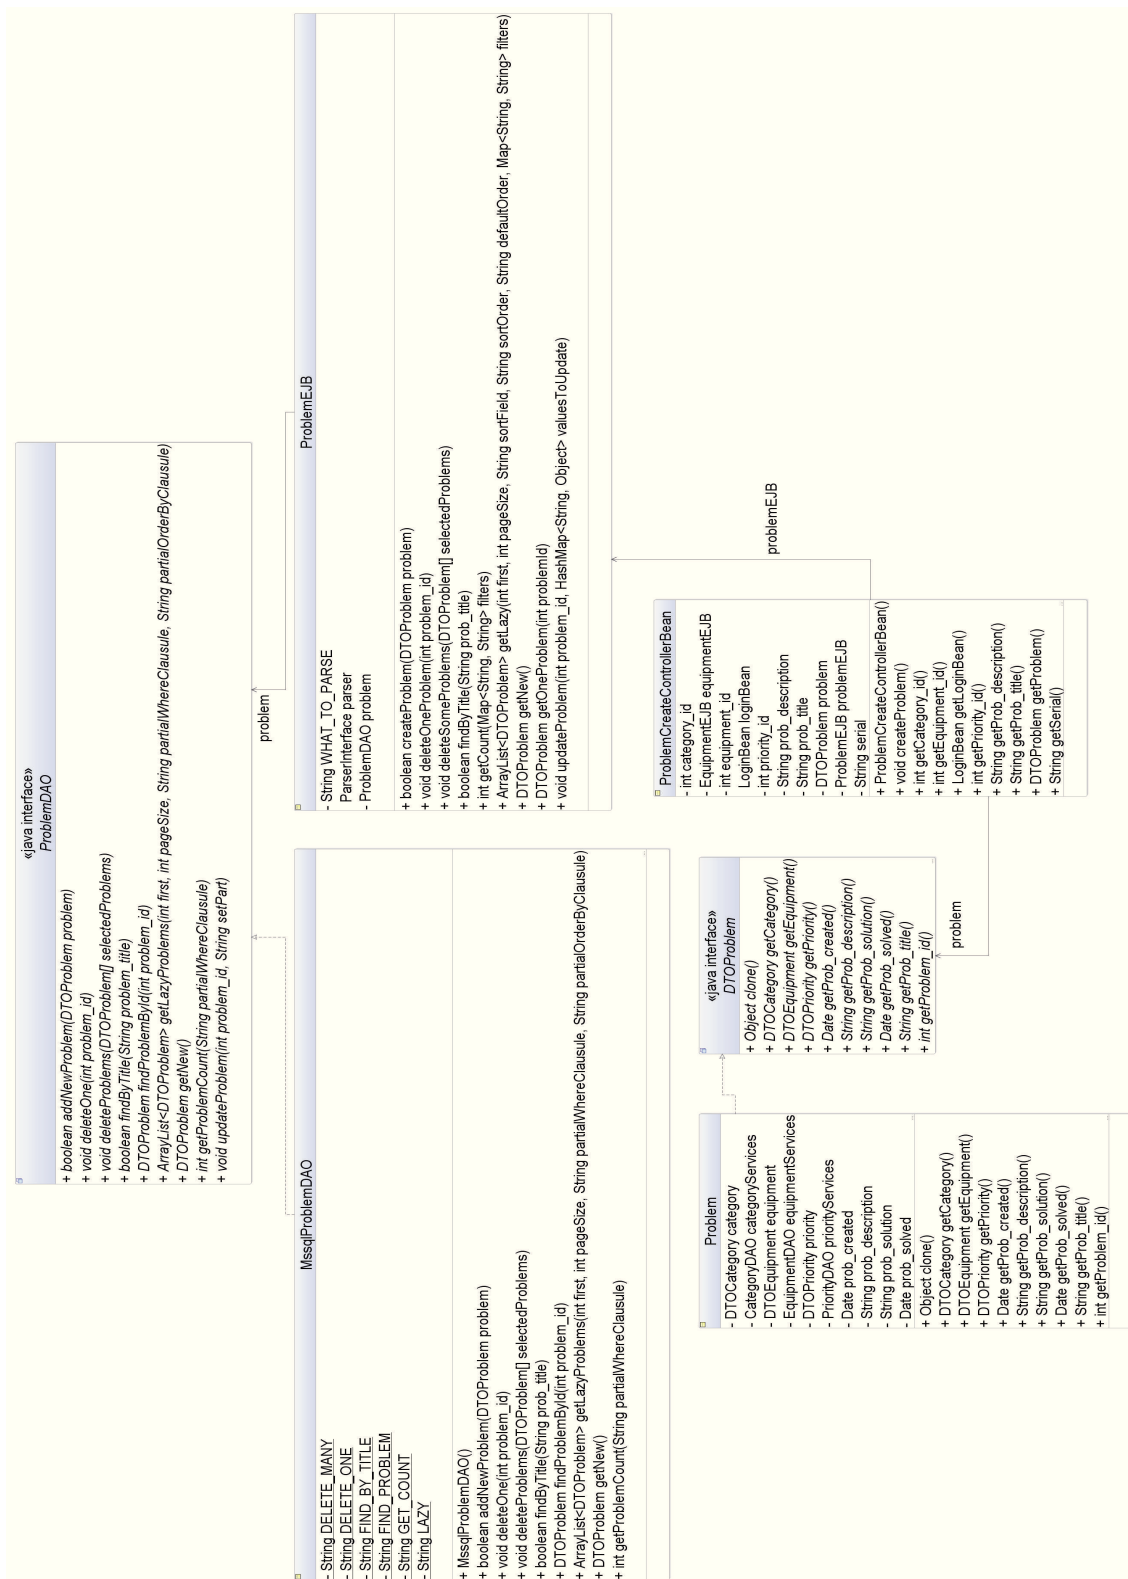 «java interface»
ProblemDAO
+ boolean addNewProblem(DTOProblem problem)
+ void deleteOne(int problem_id)
+ void deleteProblems(DTOProblem[] selectedProblems)
+ boolean findByTitle(String problem_title)
+ DTOProblem findProblemById(int problem_id)
+ ArrayList<DTOProblem> getLazyProblems(int first, int pageSize, String partialWhereClausule, String partialOrderByClausule)
+ DTOProblem getNew()
+ int getProblemCount(String partialWhereClausule)
+ void updateProblem(int problem_id, String setPart)
problem
MssqlProblemDAO
- String DELETE_MANY
- String DELETE_ONE
- String FIND_BY_TITLE
- String FIND_PROBLEM
- String GET_COUNT
- String LAZY
+ MssqlProblemDAO()
+ boolean addNewProblem(DTOProblem problem)
+ void deleteOne(int problem_id)
+ void deleteProblems(DTOProblem[] selectedProblems)
+ boolean findByTitle(String prob_title)
+ DTOProblem findProblemById(int problem_id)
+ ArrayList<DTOProblem> getLazyProblems(int first, int pageSize, String partialWhereClausule, String partialOrderByClausule)
+ DTOProblem getNew()
+ int getProblemCount(String partialWhereClausule)
ProblemEJB
- String WHAT_TO_PARSE
ParserInterface parser
- ProblemDAO problem
+ boolean createProblem(DTOProblem problem)
+ void deleteOneProblem(int problem_id)
+ void deleteSomeProblems(DTOProblem[] selectedProblems)
+ boolean findByTitle(String prob_title)
+ int getCount(Map<String, String> filters)
+ ArrayList<DTOProblem> getLazy(int first, int pageSize, String sortField, String sortOrder, String defaultOrder, Map<String, String> filters)
+ DTOProblem getNew()
+ DTOProblem getOneProblem(int problemId)
+ void updateProblem(int problem_id, HashMap<String, Object> valuesToUpdate)
problemEJB
Problem
- DTOCategory category
- CategoryDAO categoryServices
- DTOEquipment equipment
- EquipmentDAO equipmentServices
- DTOPriority priority
- PriorityDAO priorityServices
- Date prob_created
- String prob_description
- String prob_solution
- Date prob_solved
+ Object clone()
+ DTOCategory getCategory()
+ DTOEquipment getEquipment()
+ DTOPriority getPriority()
+ Date getProb_created()
+ String getProb_description()
+ String getProb_solution()
+ Date getProb_solved()
+ String getProb_title()
+ int getProblem_id()
«java interface»
DTOProblem
+ Object clone()
+ DTOCategory getCategory()
+ DTOEquipment getEquipment()
+ DTOPriority getPriority()
+ Date getProb_created()
+ String getProb_description()
+ String getProb_solution()
+ Date getProb_solved()
+ String getProb_title()
+ int getProblem_id()
problem
ProblemCreateControllerBean
- int category_id
- EquipmentEJB equipmentEJB
- int equipment_id
LoginBean loginBean
- int priority_id
- String prob_description
- String prob_title
- DTOProblem problem
- ProblemEJB problemEJB
- String serial
+ ProblemCreateControllerBean()
+ void createProblem()
+ int getCategory_id()
+ int getEquipment_id()
+ LoginBean getLoginBean()
+ int getPriority_id()
+ String getProb_description()
+ String getProb_title()
+ DTOProblem getProblem()
+ String getSerial()